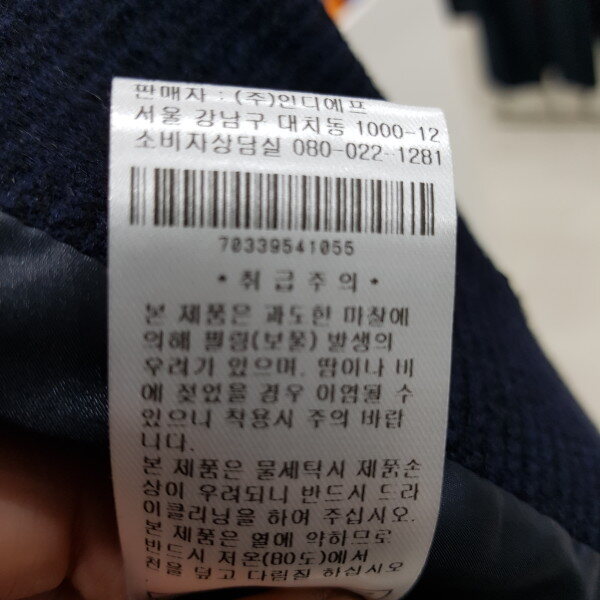 판매자 : (주)인디에프
서울 강남구 대치동 1000-12
소비자상담실 080-022-1281
70339541055
* 취 급 주 의 *
본 제품은 과도한 마찰에
의해 필링(보풀) 발생의
우려가 있으며, 땀이나 비
에 젖었을 경우 이염될 수
있으니 착용시 주의 바랍
니다.
본 제품은 물세탁시 제품손
상이 우려되니 반드시 드라
이클리닝을 하여 주십시오.
본 제품은 열에 약하므로
반드시 저온(80도)에서
천을 덮고 다림질 하십시오